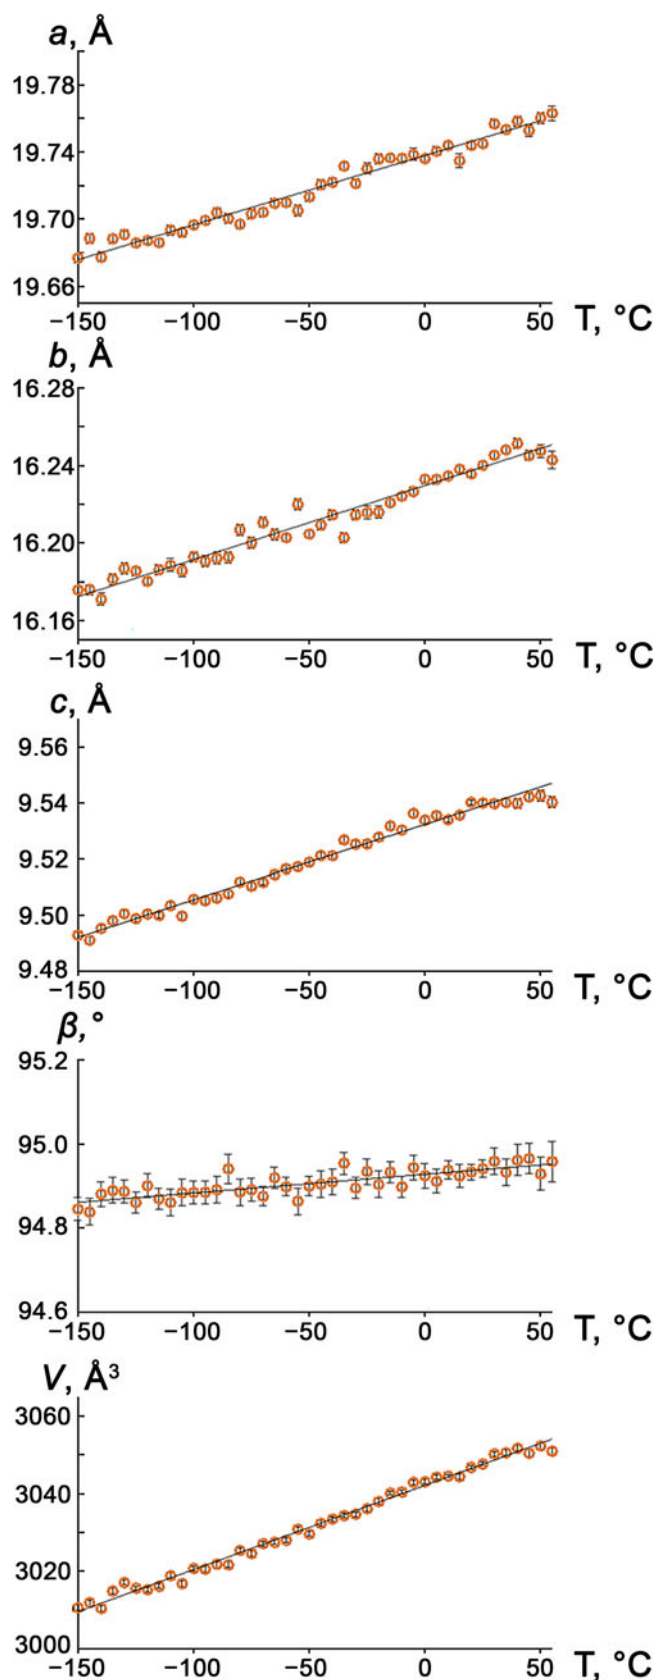 a, Å
19.78
19.74
19.70
19.66
−150 −100 −50 0 50 T, °C
b, Å
16.28
16.24
16.20
16.16
−150 −100 −50 0 50 T, °C
c, Å
9.56
9.54
9.52
9.50
9.48
−150 −100 −50 0 50 T, °C
β, °
95.2
95.0
94.8
94.6
−150 −100 −50 0 50 T, °C
V, Å³
3060
3040
3020
3000
−150 −100 −50 0 50 T, °C